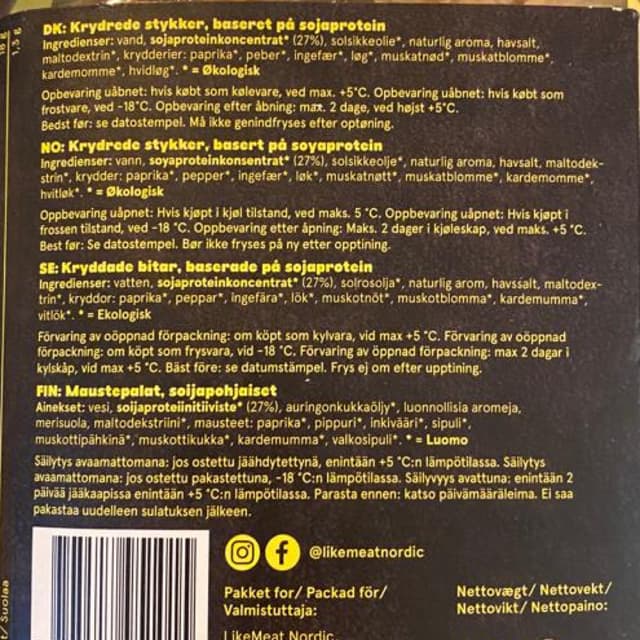 DK: Krydrede stykker, baseret på sojaprotein
Ingredienser: vand, sojaproteinkoncentrat* (27%), solsikkeolie*, naturlig aroma, havsalt,
maltodextrin*, krydderier: paprika*, peber*, ingefær*, løg*, muskatnød*, muskatblomme*,
kardemomme*, hvidløg*. * = Økologisk
Opbevaring uåbnet: hvis købt som kølevare, ved max. +5°C. Opbevaring uåbnet: hvis købt som
frostvare, ved -18°C. Opbevaring efter åbning: max. 2 dage, ved højst +5°C.
Bedst før: se datostempel. Må ikke genindfryses efter optøning.
NO: Krydrede stykker, basert på soyaprotein
Ingredienser: vann, soyaproteinkonsentrat* (27%), solsikkeolje*, naturlig aroma, havsalt, maltodek-
strin*, krydder: paprika*, pepper*, ingefær*, løk*, muskatnøtt*, muskatblomme*, kardemomme*,
hvitløk*. * = Økologisk
Oppbevaring uåpnet: Hvis kjøpt i kjøl tilstand, ved maks. 5 °C. Oppbevaring uåpnet: Hvis kjøpt i
frossen tilstand, ved -18 °C. Oppbevaring efter åpning: Maks. 2 dager i kjøleskap, ved maks. +5 °C.
Best før: Se datostempel. Bør ikke fryses på ny etter opptining.
SE: Kryddade bitar, baserade på sojaprotein
Ingredienser: vatten, sojaproteinkoncentrat* (27%), solrosolja*, naturlig arom, havssalt, maltodex-
trin*, kryddor: paprika*, peppar*, ingefära*, lök*, muskotnöt*, muskotblomma*, kardemumma*,
vitlök*. * = Ekologisk
Förvaring av oöppnad förpackning: om köpt som kylvara, vid max +5 °C. Förvaring av oöppnad
förpackning: om köpt som frysvara, vid -18 °C. Förvaring av öppnad förpackning: max 2 dagar i
kylskåp, vid max +5 °C. Bäst före: se datumstämpel. Frys ej om efter upptining.
FIN: Maustepalat, soijapohjaiset
Ainekset: vesi, soijaproteiinitiiviste* (27%), auringonkukkaöljy*, luonnollisia aromeja,
merisuola, maltodekstriini*, mausteet: paprika*, pippuri*, inkivääri*, sipuli*,
muskottipähkinä*, muskottikukka*, kardemumma*, valkosipuli*. * = Luomo
Säilytys avaamattomana: jos ostettu jäähdytettynä, enintään +5 °C:n lämpötilassa. Säilytys
avaamattomana: jos ostettu pakastettuna, -18 °C:n lämpötilassa. Säilyvyys avattuna: enintään 2
päivää jääkaapissa enintään +5 °C:n lämpötilassa. Parasta ennen: katso päivämääräleima. Ei saa
pakastaa uudelleen sulatuksen jälkeen.
@likemeatnordic
Pakket for/ Packad för/
Valmistuttaja:
LikeMeat Nordic
Nettovægt/ Nettovekt/
Nettovikt/ Nettopaino:
t/ Suolaa